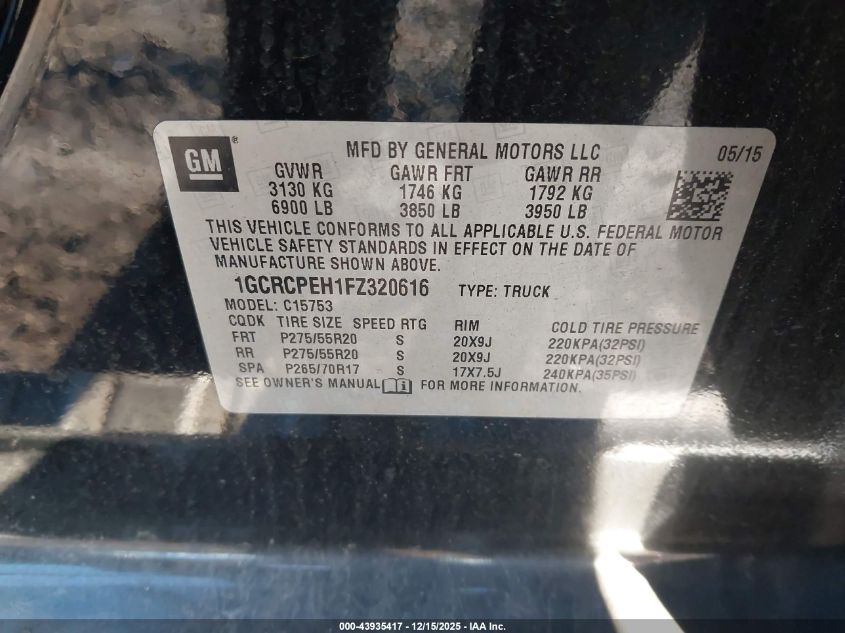 GM ® MFD BY GENERAL MOTORS LLC 05/15
GVWR GAWR FRT GAWR RR
3130 KG 1746 KG 1792 KG
6900 LB 3850 LB 3950 LB
THIS VEHICLE CONFORMS TO ALL APPLICABLE U.S. FEDERAL MOTOR
VEHICLE SAFETY STANDARDS IN EFFECT ON THE DATE OF
MANUFACTURE SHOWN ABOVE.
1GCRCPEH1FZ320616 TYPE: TRUCK
MODEL: C15753
CQDK TIRE SIZE SPEED RTG RIM COLD TIRE PRESSURE
FRT P275/55R20 S 20X9J 220KPA(32PSI)
RR P275/55R20 S 20X9J 220KPA(32PSI)
SPA P265/70R17 S 17X7.5J 240KPA(35PSI)
SEE OWNER'S MANUAL FOR MORE INFORMATION.
000-43935417 - 12/15/2025 - IAA Inc.